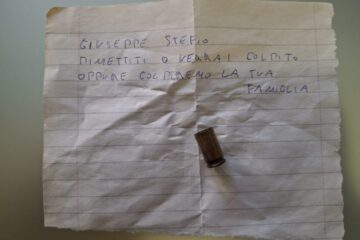 GIUSEPPE STEFIO
DIMETTITI O VERRAI COLPITO
OPPURE COLPIREMO LA TUA
FAMIGLIA